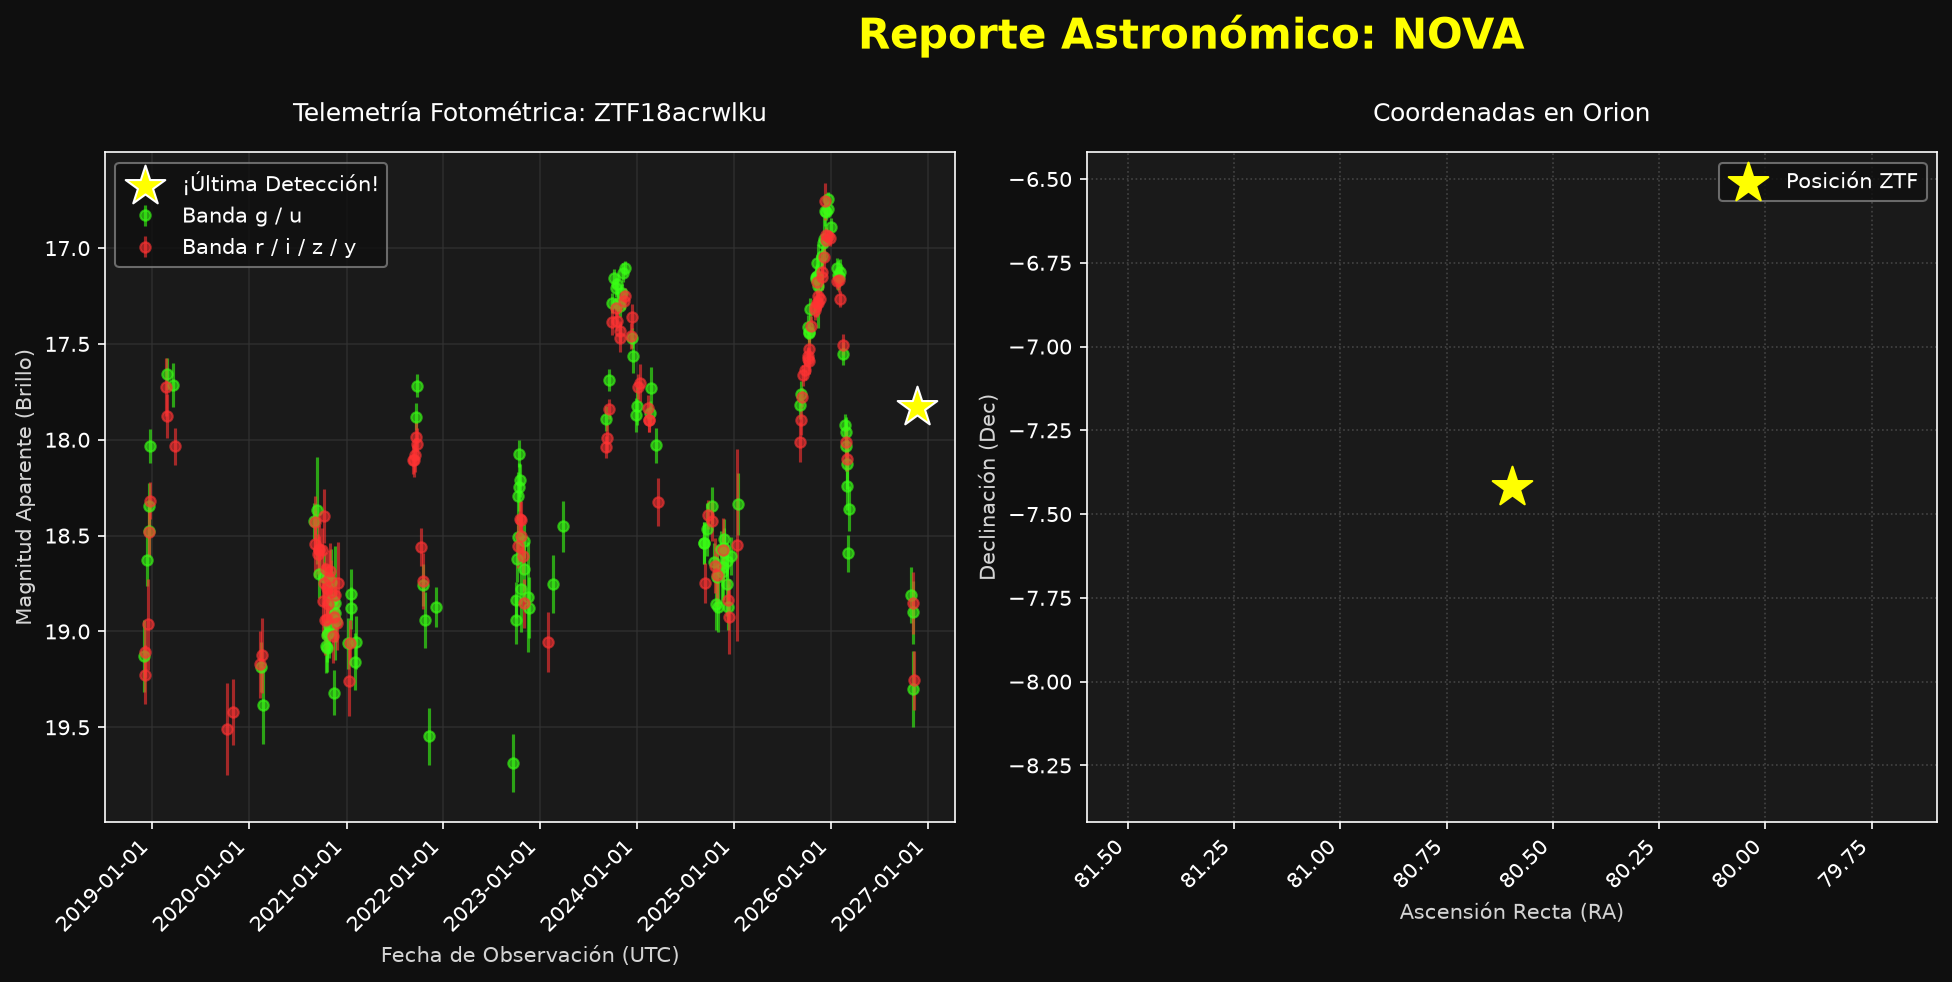 Reporte Astronómico: NOVA
Telemetría Fotométrica: ZTF18acrwlku
¡Última Detección!
Banda g / u
Banda r / i / z / y
Magnitud Aparente (Brillo)
17.0
17.5
18.0
18.5
19.0
19.5
2019-01-01
2020-01-01
2021-01-01
2022-01-01
2023-01-01
2024-01-01
2025-01-01
2026-01-01
2027-01-01
Fecha de Observación (UTC)
Coordenadas en Orion
Posición ZTF
Declinación (Dec)
−6.50
−6.75
−7.00
−7.25
−7.50
−7.75
−8.00
−8.25
81.50
81.25
81.00
80.75
80.50
80.25
80.00
79.75
Ascensión Recta (RA)